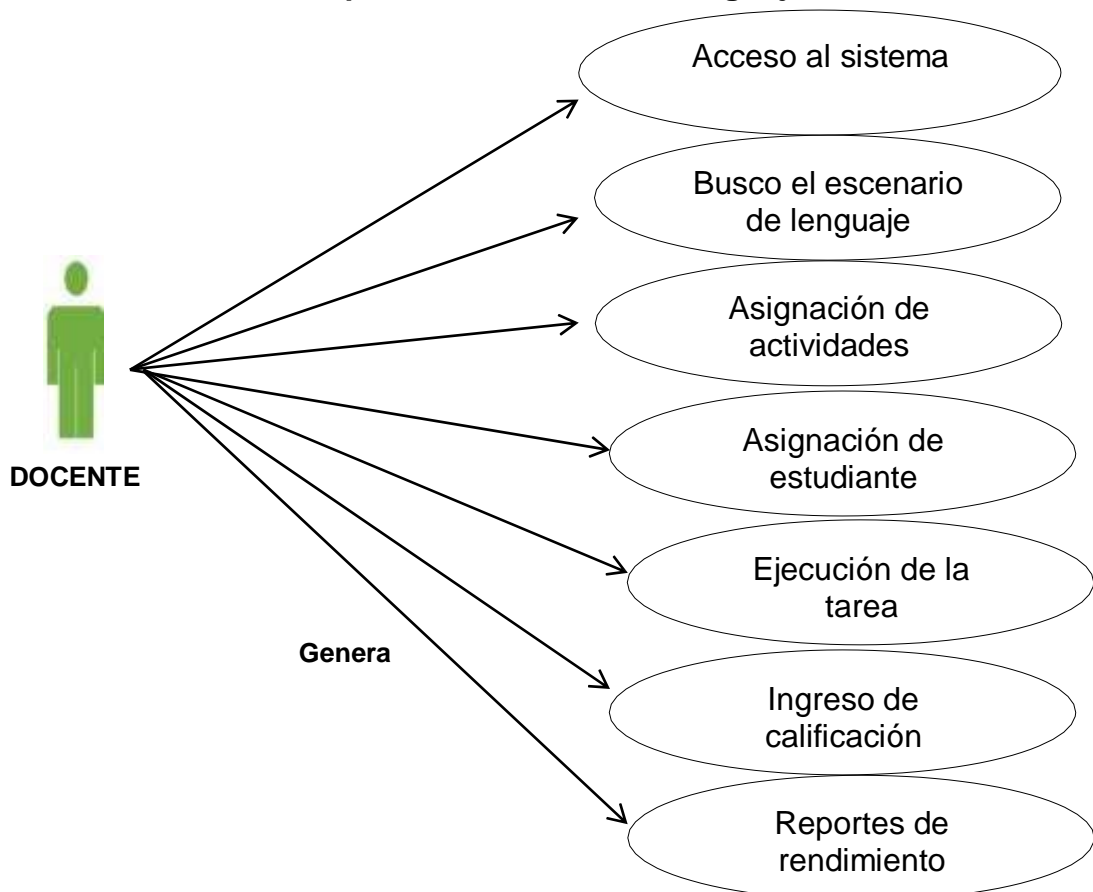 Acceso al sistema
Busco el escenario
de lenguaje
Asignación de
actividades
Asignación de
estudiante
DOCENTE
Ejecución de la
tarea
Genera
Ingreso de
calificación
Reportes de
rendimiento